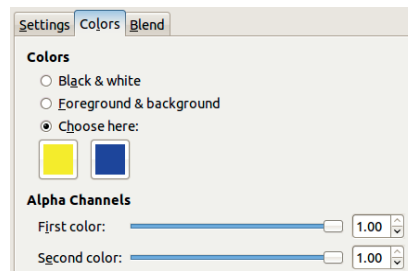 Settings Colors Blend
Colors
Black & white
Foreground & background
Choose here:
Alpha Channels
First color: 1.00
Second color: 1.00